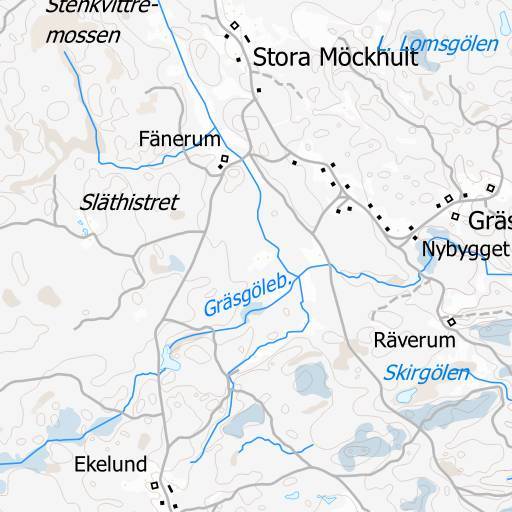 Stenkvittre-
mossen
L. Lomsgölen
Stora Möckhult
Fänerum
Släthistret
Gräs
Nybygget
Gräsgöleb.
Räverum
Skirgölen
Ekelund